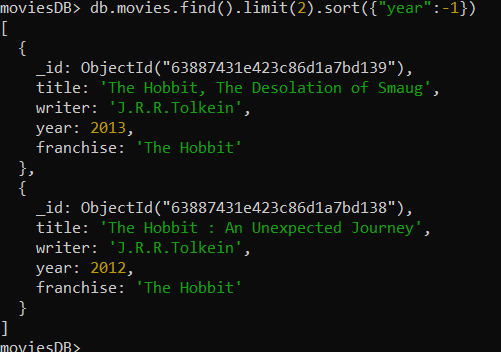 moviesDB> db.movies.find().limit(2).sort({"year":-1})
[
  {
    _id: ObjectId("63887431e423c86d1a7bd139"),
    title: 'The Hobbit, The Desolation of Smaug',
    writer: 'J.R.R.Tolkein',
    year: 2013,
    franchise: 'The Hobbit'
  },
  {
    _id: ObjectId("63887431e423c86d1a7bd138"),
    title: 'The Hobbit : An Unexpected Journey',
    writer: 'J.R.R.Tolkein',
    year: 2012,
    franchise: 'The Hobbit'
  }
]
moviesDB>